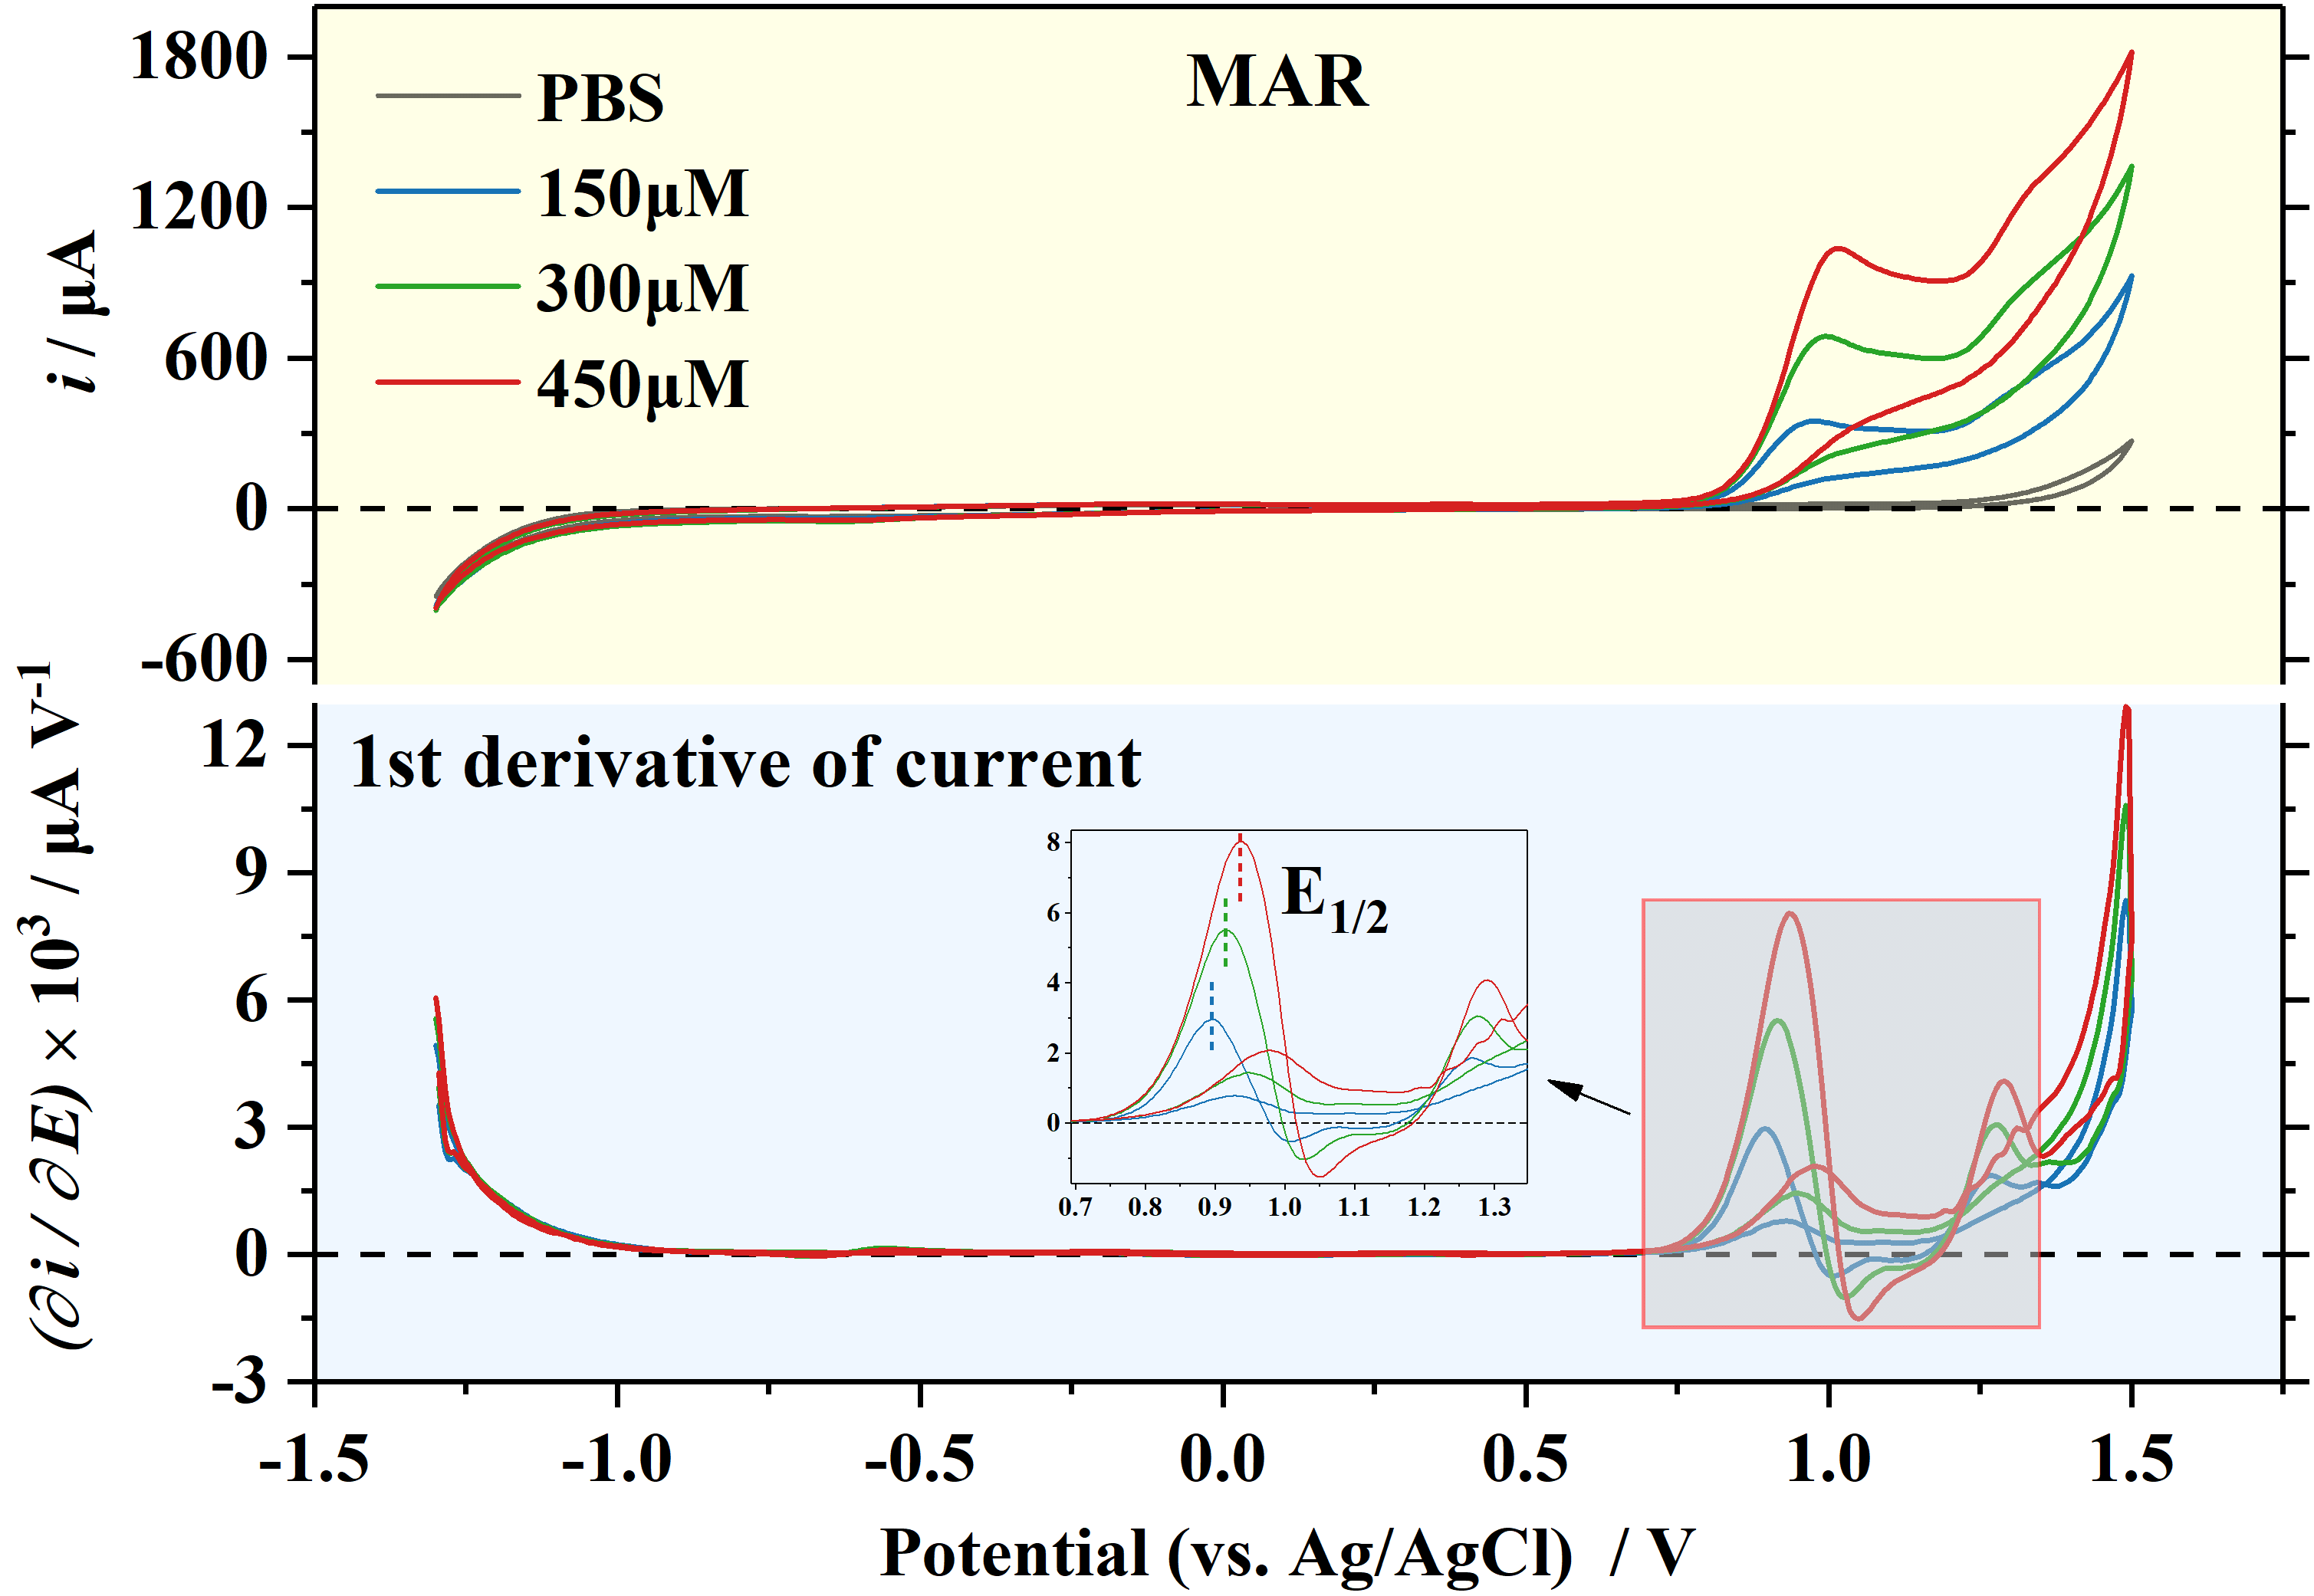 MAR
PBS
150μM
300μM
450μM
1800
1200
600
0
-600
i / μA
1st derivative of current
12
9
6
3
0
-3
(∂i / ∂E) × 10³ / μA V⁻¹
E1/2
8
6
4
2
0
0.7 0.8 0.9 1.0 1.1 1.2 1.3
-1.5 -1.0 -0.5 0.0 0.5 1.0 1.5
Potential (vs. Ag/AgCl) / V